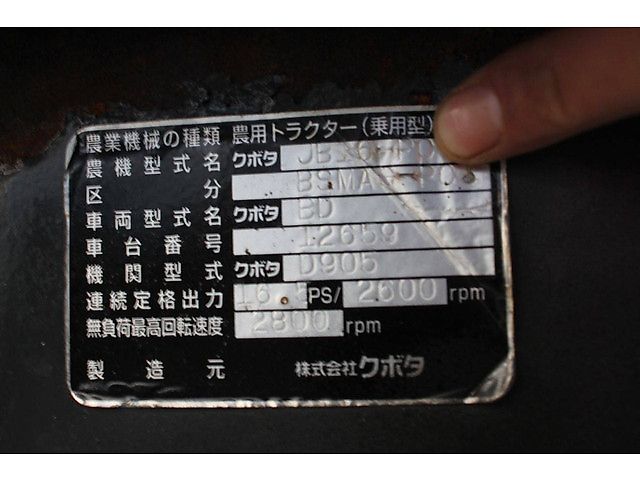 農業機械の種類 農用トラクター(乗用型)
農機型式名 クボタ
区分
車両型式名 クボタ BD
車台番号 12659
機関型式 クボタ D905
連続定格出力 16.5 PS/ 2600 rpm
無負荷最高回転速度 2800 rpm
製造元 株式会社クボタ